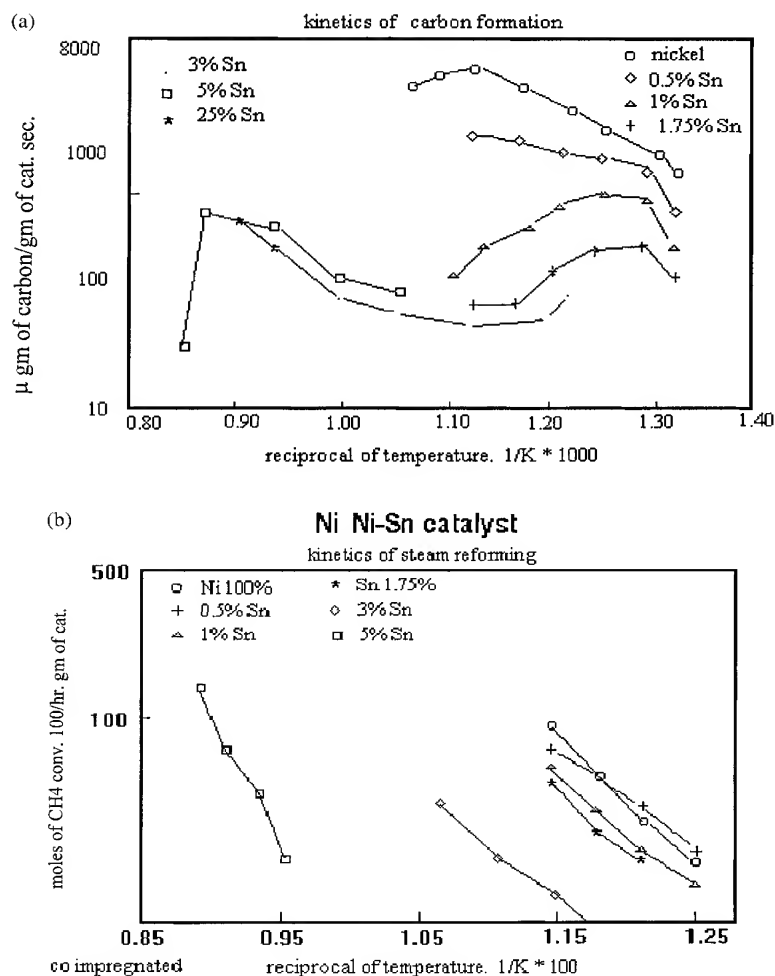 (a)
kinetics of carbon formation
8000
1000
100
10
3% Sn
5% Sn
25% Sn
nickel
0.5% Sn
1% Sn
1.75% Sn
μ gm of carbon/gm of cat. sec.
0.80 0.90 1.00 1.10 1.20 1.30 1.40
reciprocal of temperature. 1/K * 1000
(b)
Ni Ni-Sn catalyst
kinetics of steam reforming
500
100
Ni 100%
0.5% Sn
1% Sn
Sn 1.75%
3% Sn
5% Sn
moles of CH4 conv. 100/hr. gm of cat.
0.85 0.95 1.05 1.15 1.25
co impregnated
reciprocal of temperature. 1/K * 100